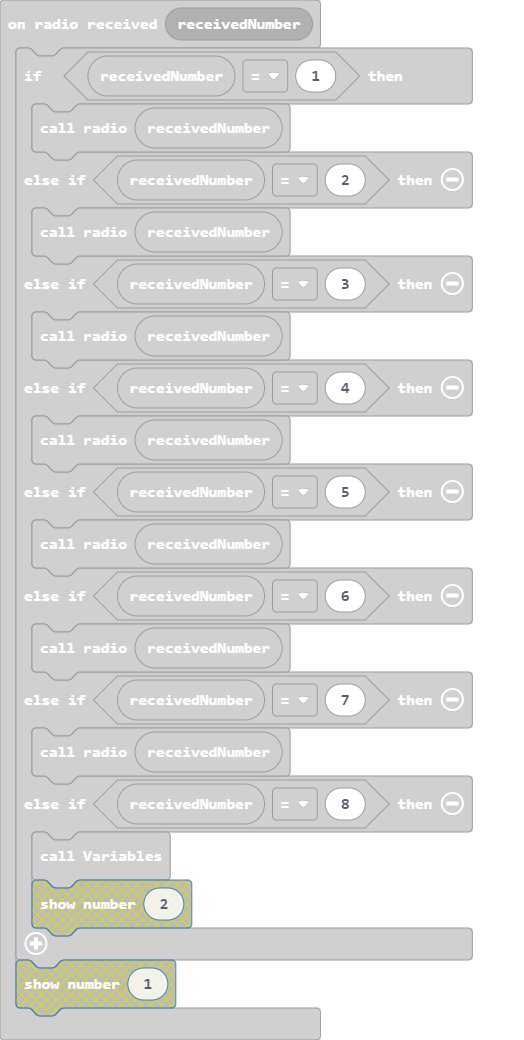 on radio received receivedNumber
if receivedNumber = 1 then
call radio receivedNumber
else if receivedNumber = 2 then
call radio receivedNumber
else if receivedNumber = 3 then
call radio receivedNumber
else if receivedNumber = 4 then
call radio receivedNumber
else if receivedNumber = 5 then
call radio receivedNumber
else if receivedNumber = 6 then
call radio receivedNumber
else if receivedNumber = 7 then
call radio receivedNumber
else if receivedNumber = 8 then
call Variables
show number 2
show number 1